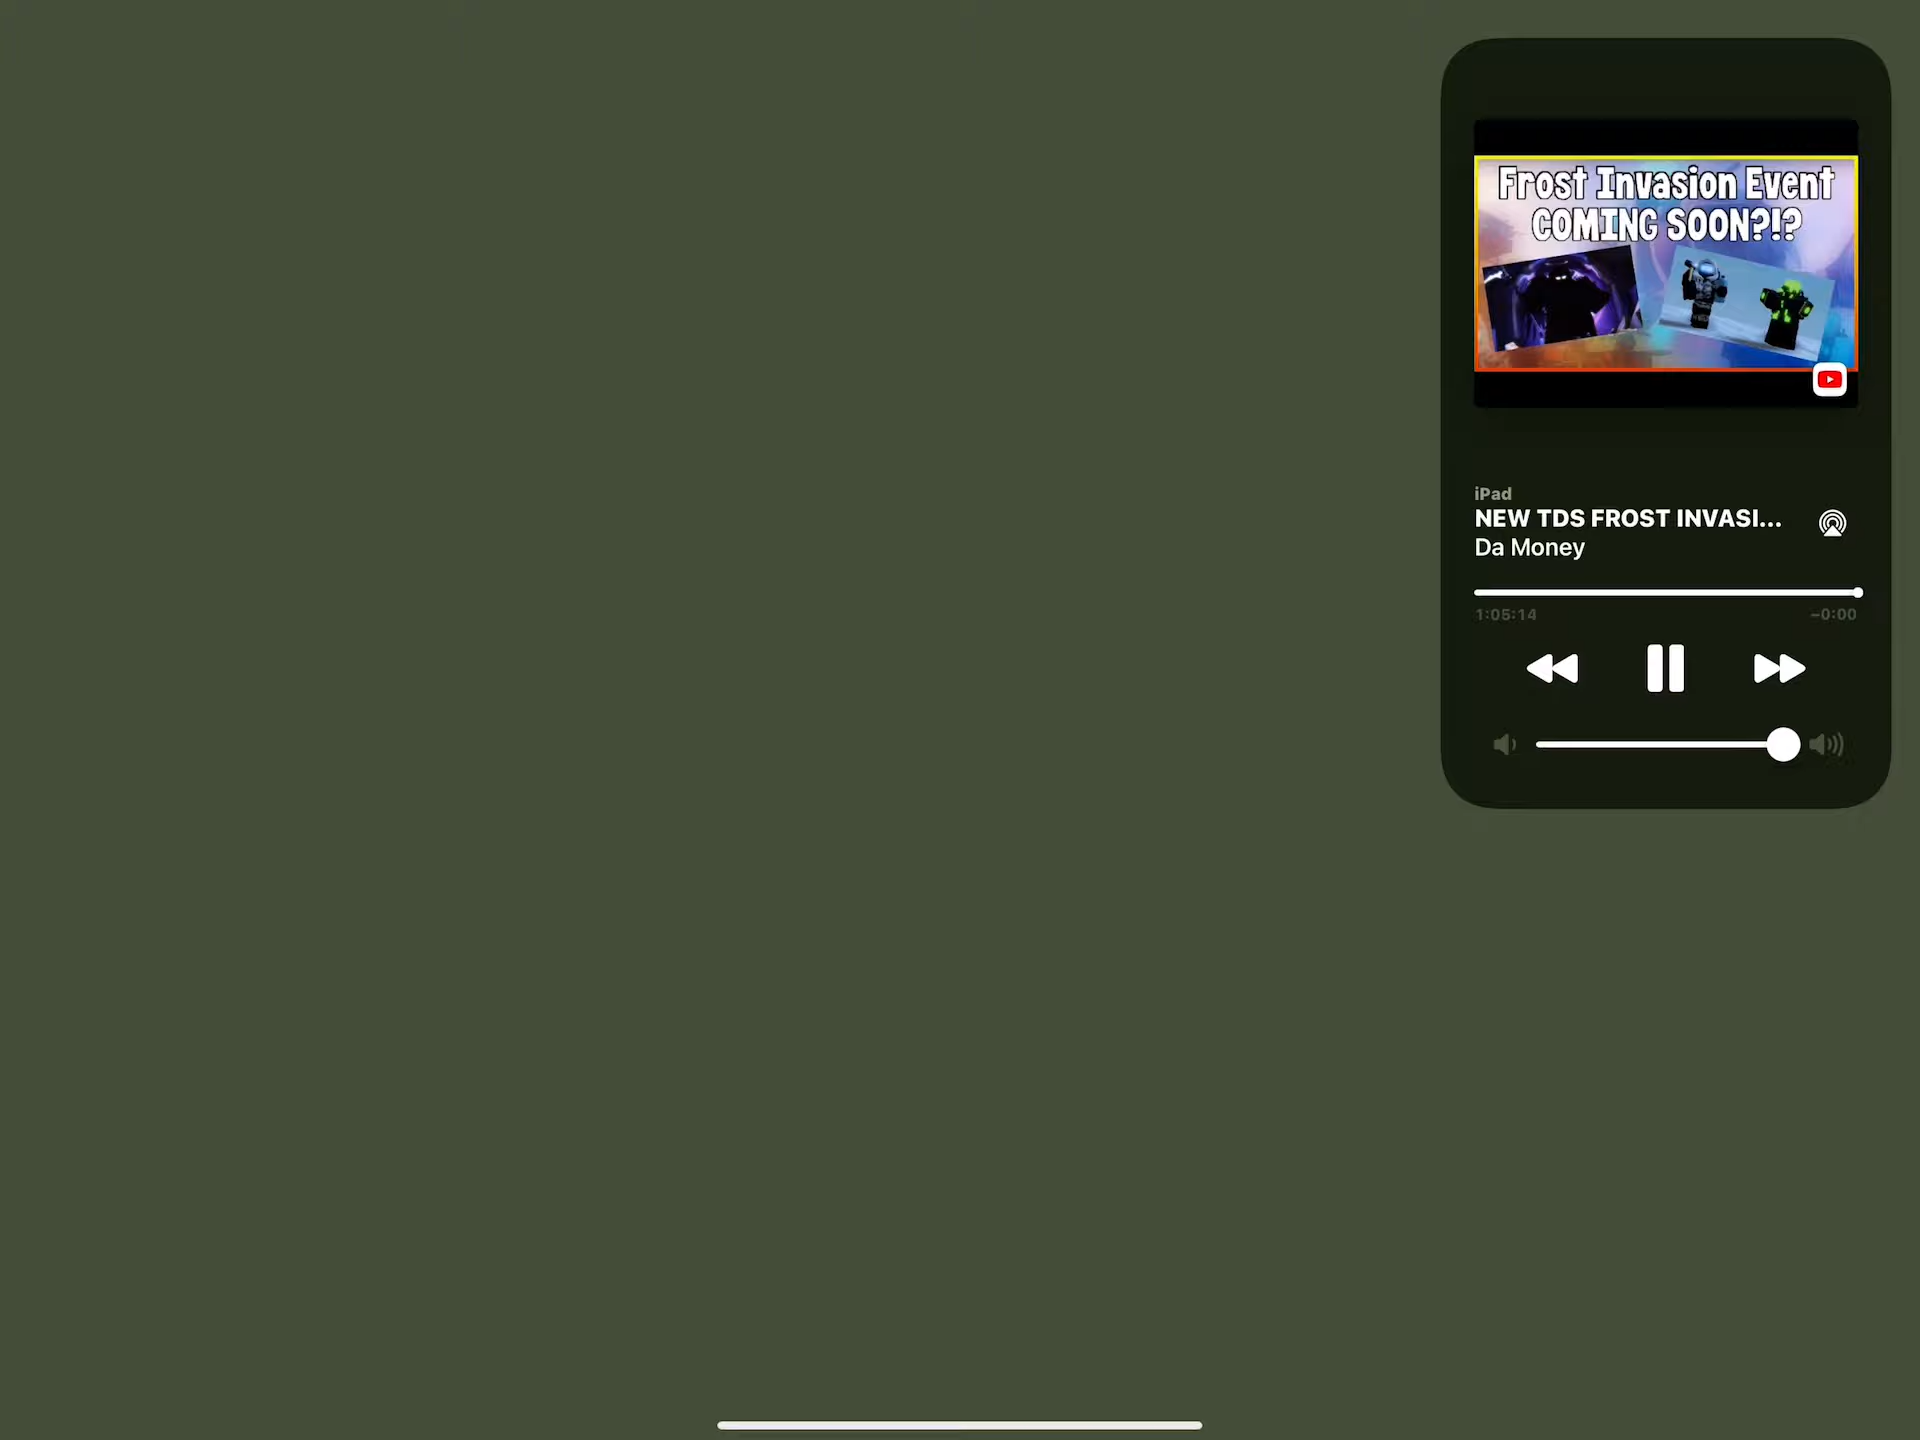 Frost Invasion Event
COMING SOON?!?
iPad
NEW TDS FROST INVASI...
Da Money
1:05:14
-0:00